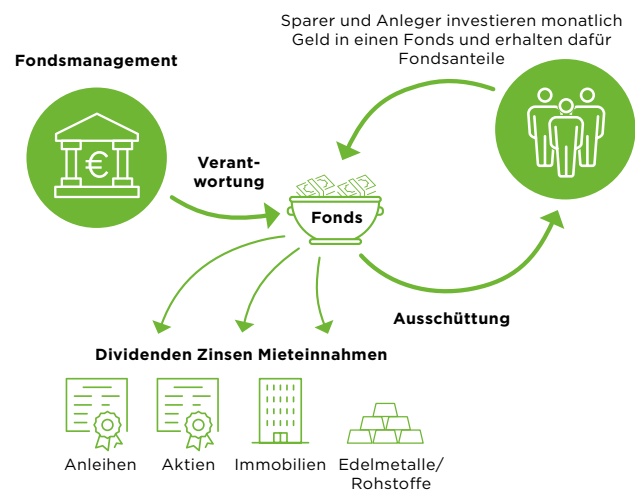 Sparer und Anleger investieren monatlich
Geld in einen Fonds und erhalten dafür
Fondsanteile
Fondsmanagement
€
Verant-
wortung
Fonds
Ausschüttung
Dividenden Zinsen Mieteinnahmen
Anleihen Aktien Immobilien Edelmetalle/
Rohstoffe